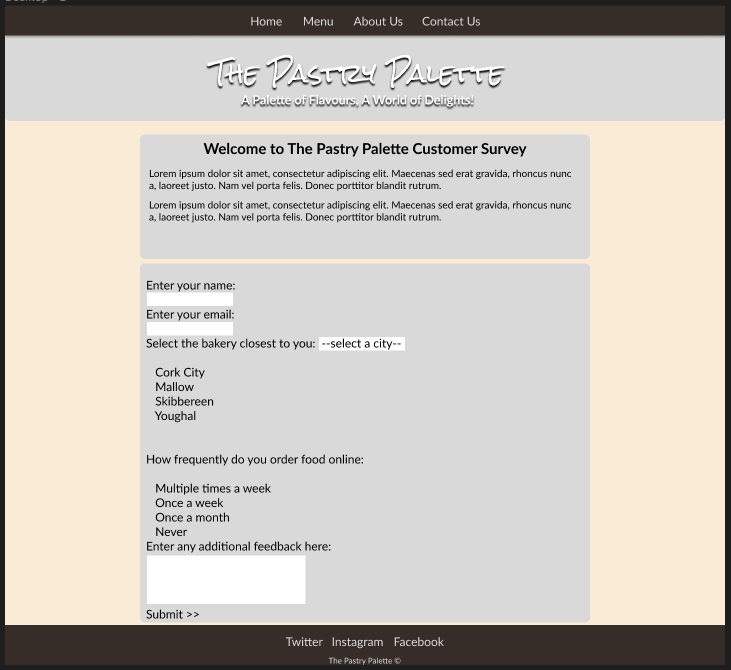 Home Menu About Us Contact Us
The Pastry Palette
A Palette of Flavours, A World of Delights!
Welcome to The Pastry Palette Customer Survey
Lorem ipsum dolor sit amet, consectetur adipiscing elit. Maecenas sed erat gravida, rhoncus nunc
a, laoreet justo. Nam vel porta felis. Donec porttitor blandit rutrum.
Lorem ipsum dolor sit amet, consectetur adipiscing elit. Maecenas sed erat gravida, rhoncus nunc
a, laoreet justo. Nam vel porta felis. Donec porttitor blandit rutrum.
Enter your name:
Enter your email:
Select the bakery closest to you: --select a city--
Cork City
Mallow
Skibbereen
Youghal
How frequently do you order food online:
Multiple times a week
Once a week
Once a month
Never
Enter any additional feedback here:
Submit >>
Twitter Instagram Facebook
The Pastry Palette ©